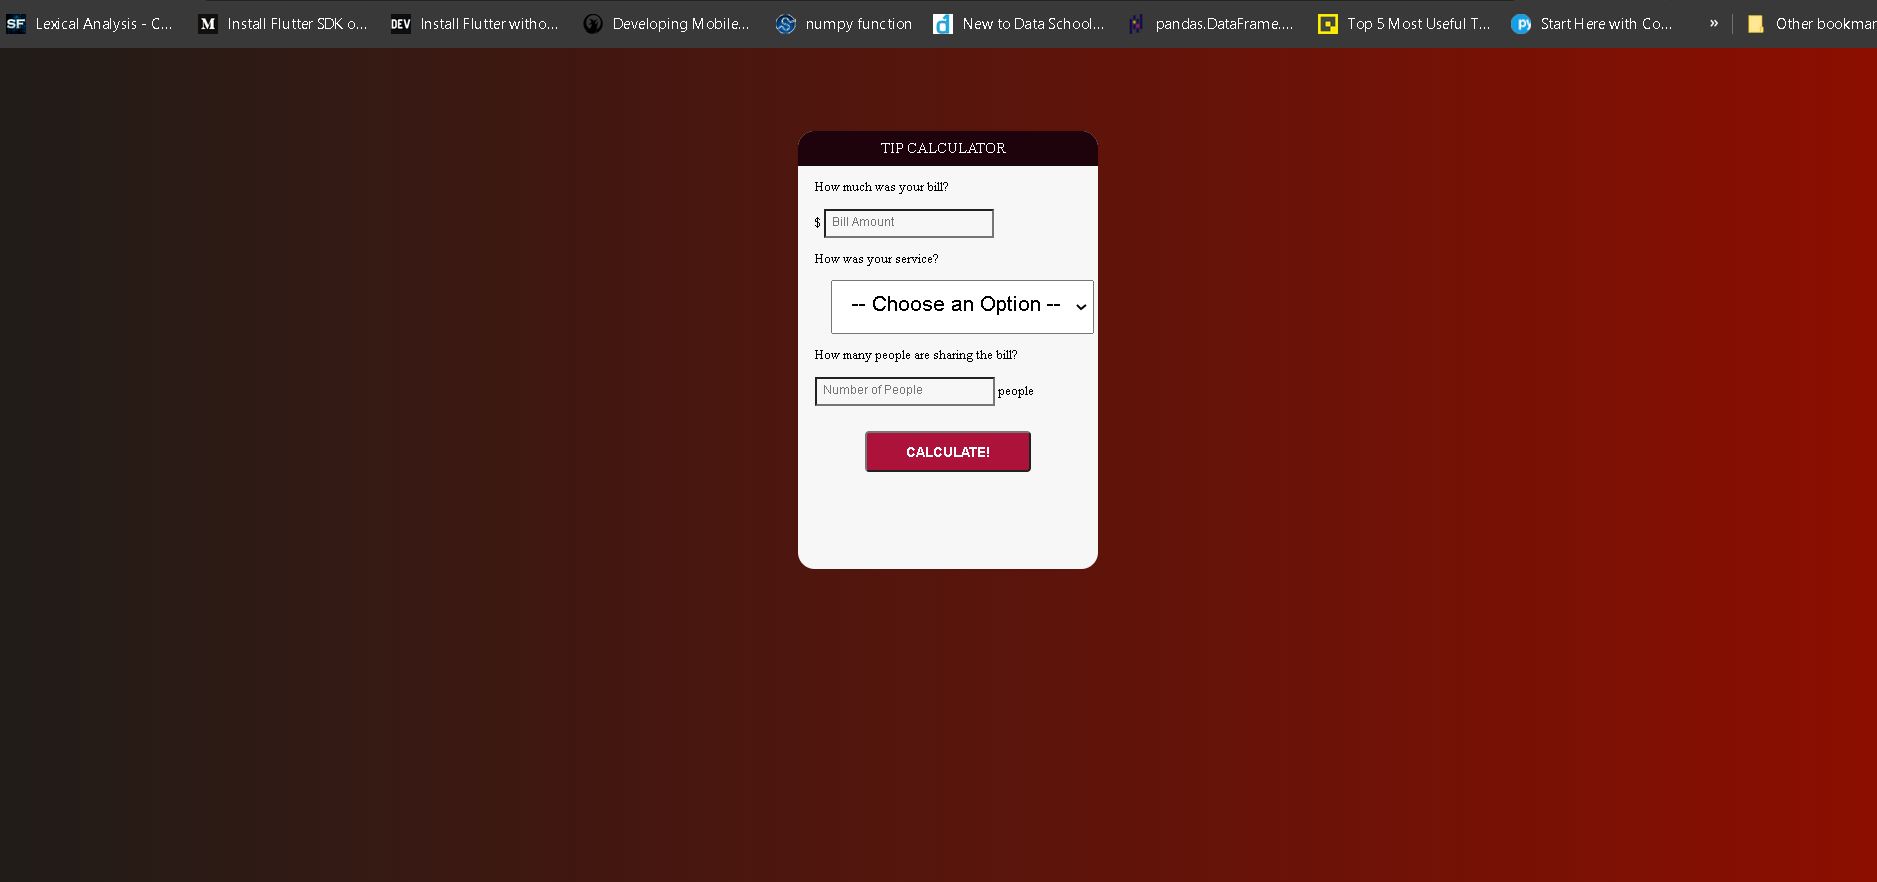 SF Lexical Analysis - C... M Install Flutter SDK o... DEV Install Flutter witho... Developing Mobile... numpy function d New to Data School... pandas.DataFrame.... Top 5 Most Useful T... py Start Here with Co... » Other bookmar
TIP CALCULATOR
How much was your bill?
$ Bill Amount
How was your service?
-- Choose an Option --
How many people are sharing the bill?
Number of People people
CALCULATE!